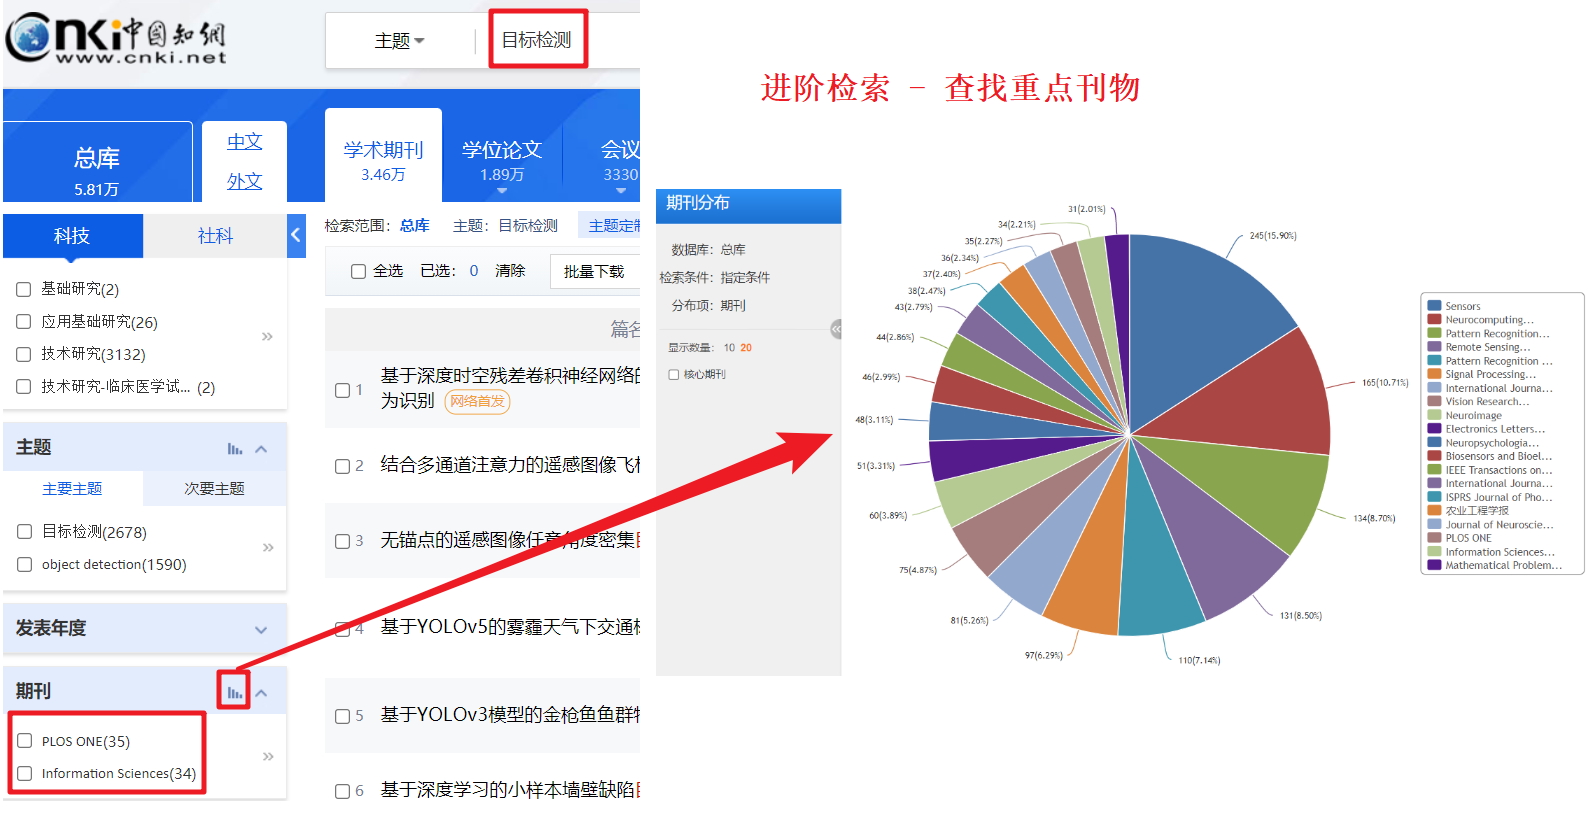 cnki中国知網
www.cnki.net
主题
目标检测
总库
5.81万
中文
外文
学术期刊
3.46万
学位论文
1.89万
会议
3330
科技
社科
检索范围：总库 主题：目标检测 主题定制
全选 已选：0 清除 批量下载
基础研究(2)
应用基础研究(26)
技术研究(3132)
技术研究-临床医学试... (2)
篇名
1 基于深度时空残差卷积神经网络的
为识别 网络首发
主题
主要主题 次要主题
目标检测(2678)
object detection(1590)
2 结合多通道注意力的遥感图像飞机
3 无锚点的遥感图像任意角度密集目
发表年度
4 基于YOLOv5的雾霾天气下交通标
期刊
PLOS ONE(35)
Information Sciences(34)
5 基于YOLOv3模型的金枪鱼鱼群特
6 基于深度学习的小样本墙壁缺陷目
进阶检索 - 查找重点刊物
期刊分布
数据库：总库
检索条件：指定条件
分布项：期刊
显示数量： 10 20
核心期刊
245(15.90%)
165(10.71%)
134(8.70%)
131(8.50%)
110(7.14%)
97(6.29%)
81(5.26%)
75(4.87%)
60(3.89%)
51(3.31%)
48(3.11%)
46(2.99%)
44(2.86%)
43(2.79%)
38(2.47%)
37(2.40%)
36(2.34%)
35(2.27%)
34(2.21%)
31(2.01%)
Sensors
Neurocomputing...
Pattern Recognition...
Remote Sensing...
Pattern Recognition ...
Signal Processing...
International Journa...
Vision Research...
NeuroImage
Electronics Letters...
Neuropsychologia...
Biosensors and Bioel...
IEEE Transactions on...
International Journa...
ISPRS Journal of Pho...
农业工程学报
Journal of Neuroscie...
PLOS ONE
Information Sciences...
Mathematical Problem...